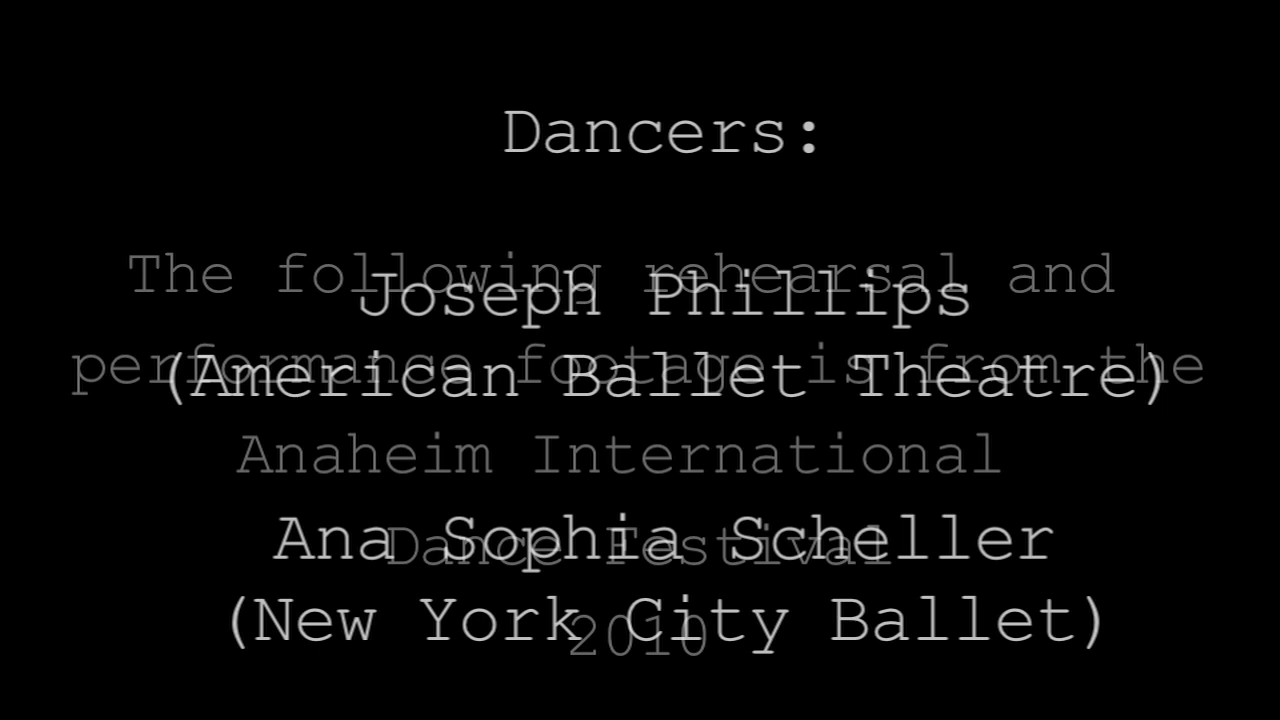 Dancers:
The following rehearsal and
Joseph Phillips
performance footage is from the
(American Ballet Theatre)
Anaheim International
Ana Sophia Scheller
Dance Festival
(New York City Ballet)
2010